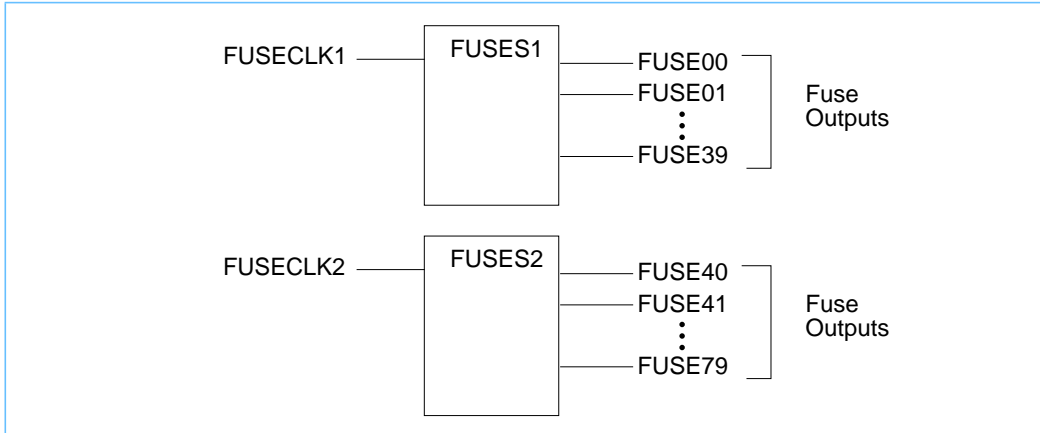 FUSECLK1
FUSES1
FUSE00
FUSE01
FUSE39
Fuse
Outputs
FUSECLK2
FUSES2
FUSE40
FUSE41
FUSE79
Fuse
Outputs